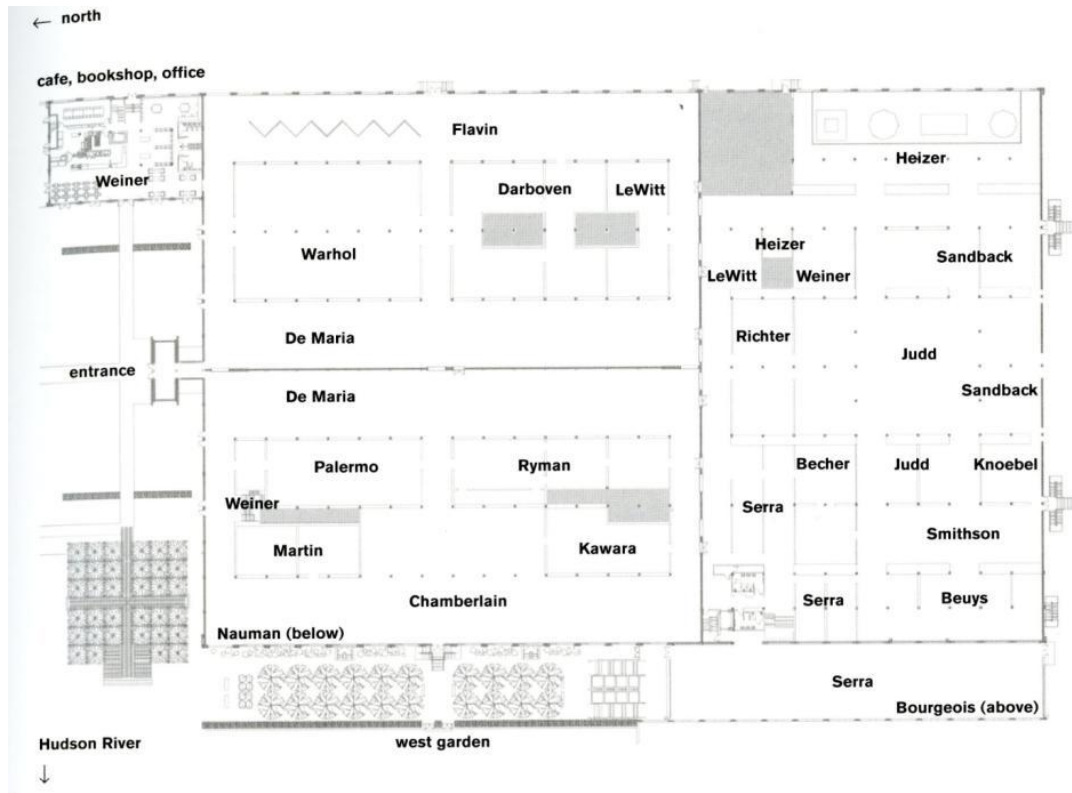 ← north
cafe, bookshop, office
Flavin
Heizer
Weiner
Darboven
LeWitt
Warhol
Heizer
Sandback
LeWitt
Weiner
De Maria
Richter
Judd
entrance
De Maria
Sandback
Palermo
Ryman
Becher
Judd
Knoebel
Weiner
Serra
Martin
Kawara
Smithson
Chamberlain
Serra
Beuys
Nauman (below)
Serra
Bourgeois (above)
Hudson River
west garden
↓